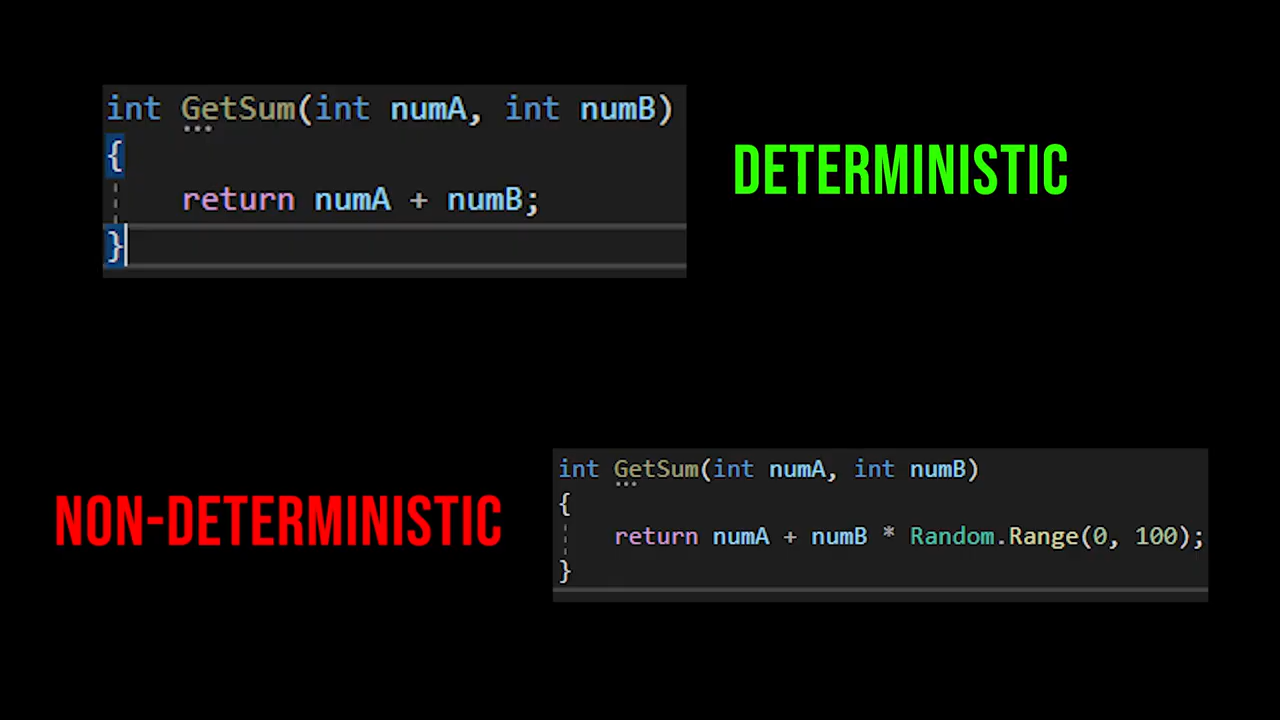 int GetSum(int numA, int numB)
{
return numA + numB;
}
DETERMINISTIC
NON-DETERMINISTIC
int GetSum(int numA, int numB)
{
return numA + numB * Random.Range(0, 100);
}